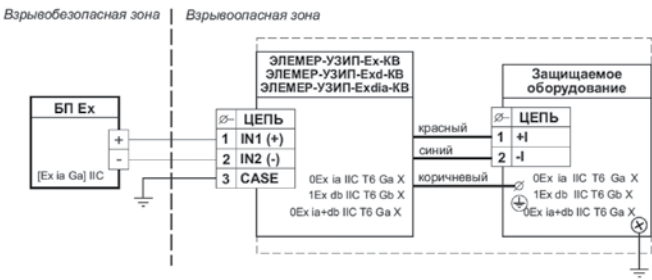 Взрывобезопасная зона
Взрывоопасная зона
ЭЛЕМЕР-УЗИП-Ех-КВ
ЭЛЕМЕР-УЗИП-Exd-КВ
ЭЛЕМЕР-УЗИП-Exdia-КВ
Защищаемое
оборудование
БП Ex
+
-
[Ex ia Ga] IIC
Ø– ЦЕПЬ
1 IN1 (+)
2 IN2 (-)
3 CASE
0Ex ia IIC T6 Ga X
1Ex db IIC T6 Gb X
0Ex ia+db IIC T6 Ga X
красный
синий
коричневый
Ø– ЦЕПЬ
1 +I
2 -I
0Ex ia IIC T6 Ga X
1Ex db IIC T6 Gb X
0Ex ia+db IIC T6 Ga X